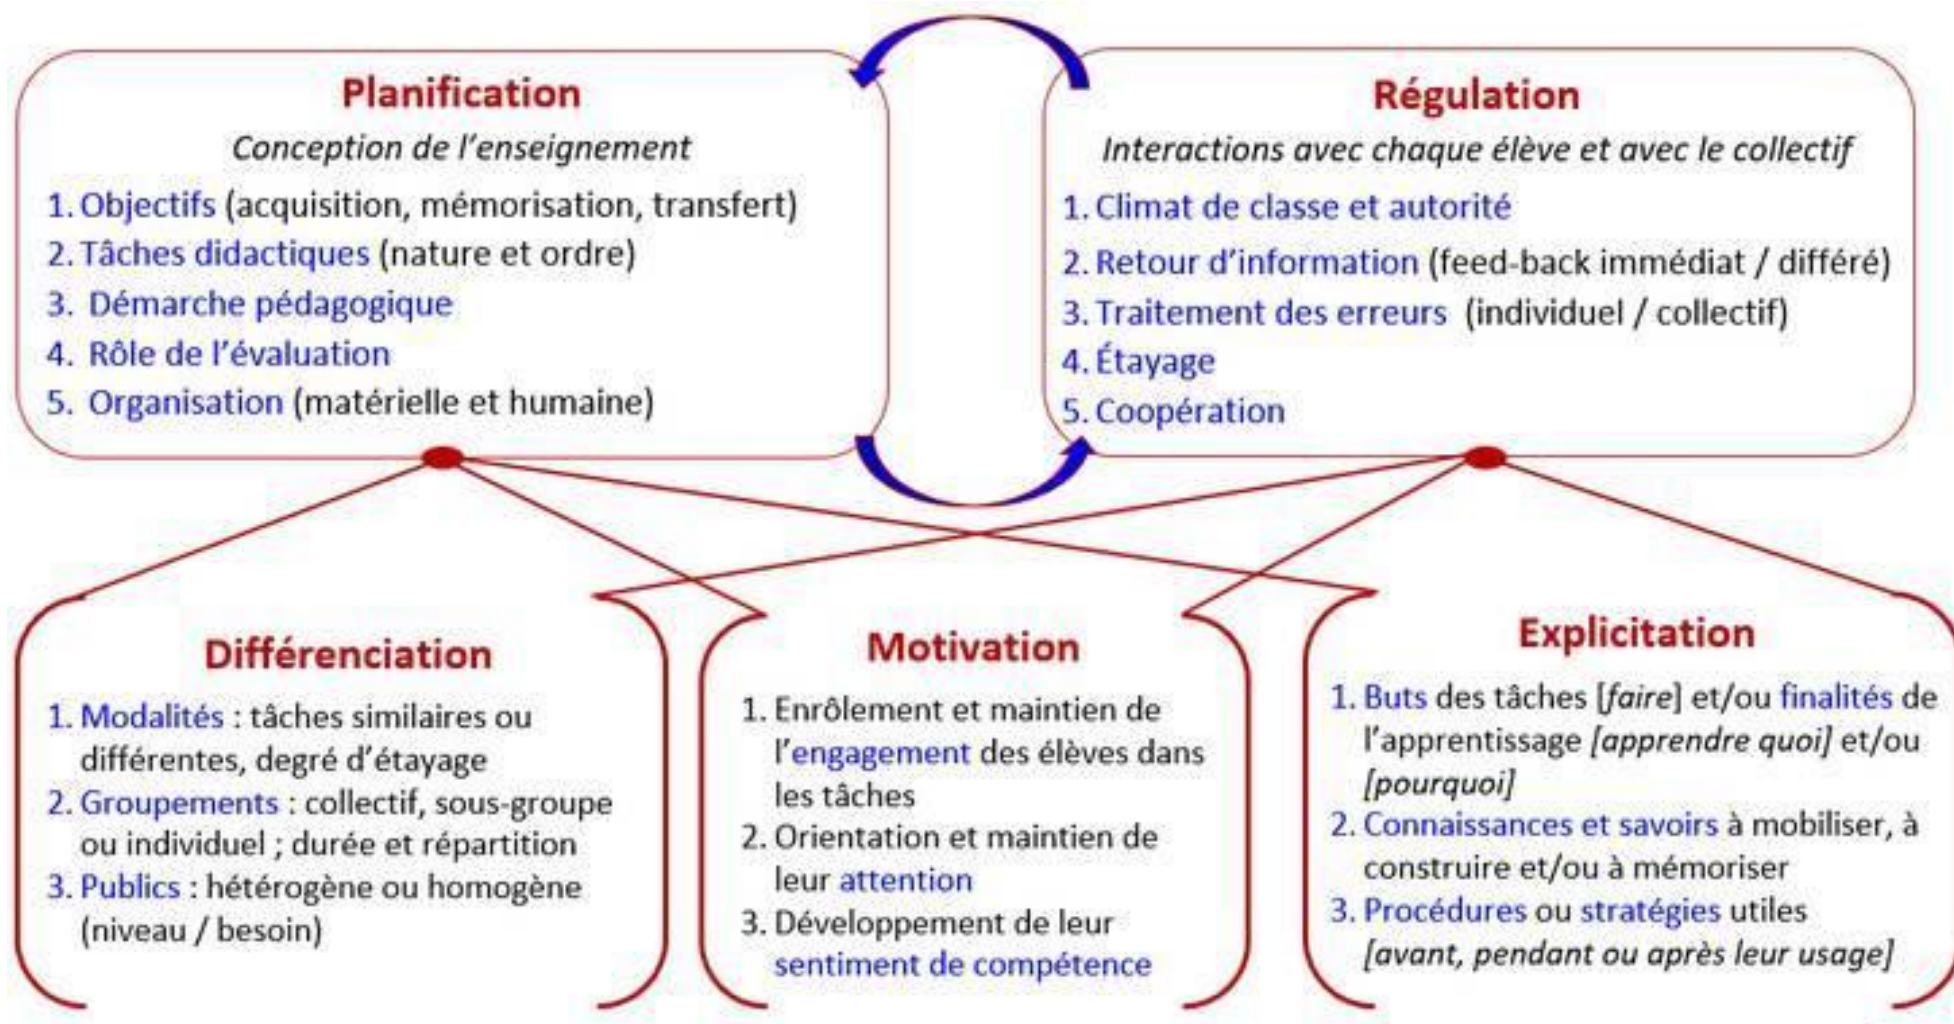 Planification
Conception de l'enseignement
1. Objectifs (acquisition, mémorisation, transfert)
2. Tâches didactiques (nature et ordre)
3. Démarche pédagogique
4. Rôle de l'évaluation
5. Organisation (matérielle et humaine)
Régulation
Interactions avec chaque élève et avec le collectif
1. Climat de classe et autorité
2. Retour d'information (feed-back immédiat / différé)
3. Traitement des erreurs (individuel / collectif)
4. Étayage
5. Coopération
Différenciation
1. Modalités : tâches similaires ou
différentes, degré d'étayage
2. Groupements : collectif, sous-groupe
ou individuel ; durée et répartition
3. Publics : hétérogène ou homogène
(niveau / besoin)
Motivation
1. Enrôlement et maintien de
l'engagement des élèves dans
les tâches
2. Orientation et maintien de
leur attention
3. Développement de leur
sentiment de compétence
Explicitation
1. Buts des tâches [faire] et/ou finalités de
l'apprentissage [apprendre quoi] et/ou
[pourquoi]
2. Connaissances et savoirs à mobiliser, à
construire et/ou à mémoriser
3. Procédures ou stratégies utiles
[avant, pendant ou après leur usage]